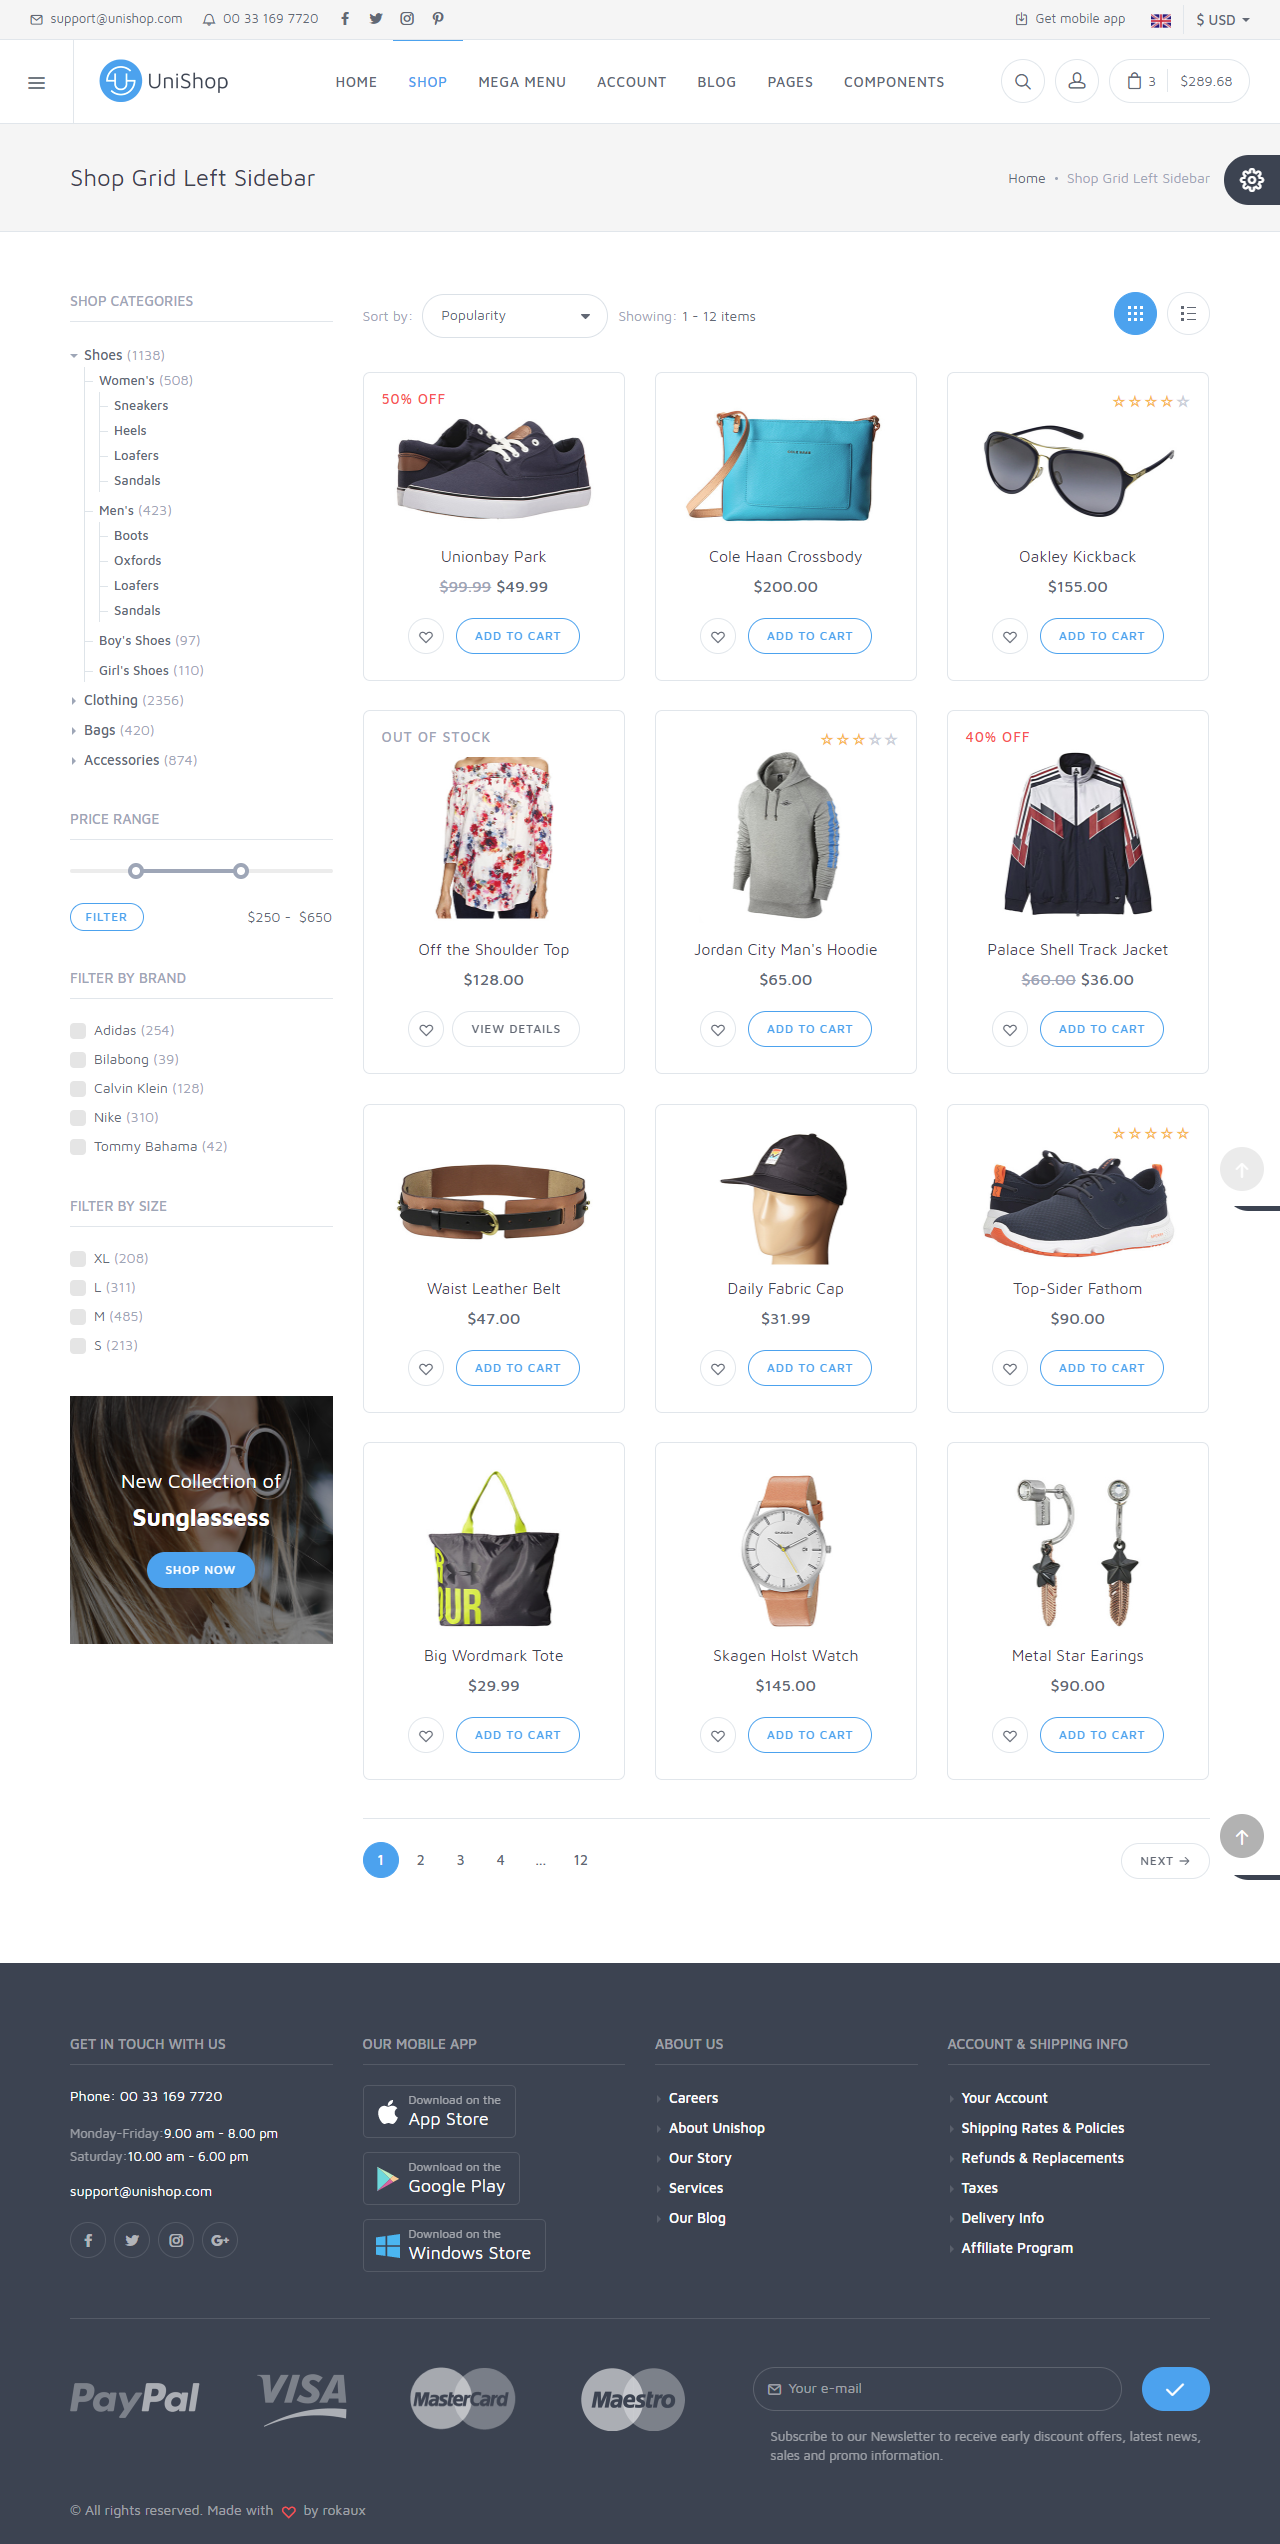 support@unishop.com 00 33 169 7720 Get mobile app $ USD
UniShop HOME SHOP MEGA MENU ACCOUNT BLOG PAGES COMPONENTS 3 $289.68
Shop Grid Left Sidebar Home • Shop Grid Left Sidebar
SHOP CATEGORIES
Shoes (1138)
Women's (508)
Sneakers
Heels
Loafers
Sandals
Men's (423)
Boots
Oxfords
Loafers
Sandals
Boy's Shoes (97)
Girl's Shoes (110)
Clothing (2356)
Bags (420)
Accessories (874)
PRICE RANGE
FILTER $250 - $650
FILTER BY BRAND
Adidas (254)
Bilabong (39)
Calvin Klein (128)
Nike (310)
Tommy Bahama (42)
FILTER BY SIZE
XL (208)
L (311)
M (485)
S (213)
New Collection of
Sunglassess
SHOP NOW
Sort by: Popularity Showing: 1 - 12 items
50% OFF
COLE HAAN
Unionbay Park Cole Haan Crossbody Oakley Kickback
$99.99 $49.99 $200.00 $155.00
ADD TO CART ADD TO CART ADD TO CART
OUT OF STOCK 40% OFF
Off the Shoulder Top Jordan City Man's Hoodie Palace Shell Track Jacket
$128.00 $65.00 $60.00 $36.00
VIEW DETAILS ADD TO CART ADD TO CART
Waist Leather Belt Daily Fabric Cap Top-Sider Fathom
$47.00 $31.99 $90.00
ADD TO CART ADD TO CART ADD TO CART
SKAGEN
OUR
Big Wordmark Tote Skagen Holst Watch Metal Star Earings
$29.99 $145.00 $90.00
ADD TO CART ADD TO CART ADD TO CART
1 2 3 4 ... 12 NEXT
GET IN TOUCH WITH US
Phone: 00 33 169 7720
Monday-Friday:9.00 am - 8.00 pm
Saturday:10.00 am - 6.00 pm
support@unishop.com
OUR MOBILE APP
Download on the
App Store
Download on the
Google Play
Download on the
Windows Store
ABOUT US
Careers
About Unishop
Our Story
Services
Our Blog
ACCOUNT & SHIPPING INFO
Your Account
Shipping Rates & Policies
Refunds & Replacements
Taxes
Delivery Info
Affiliate Program
PayPal VISA MasterCard Maestro Your e-mail
Subscribe to our Newsletter to receive early discount offers, latest news,
sales and promo information.
© All rights reserved. Made with by rokaux